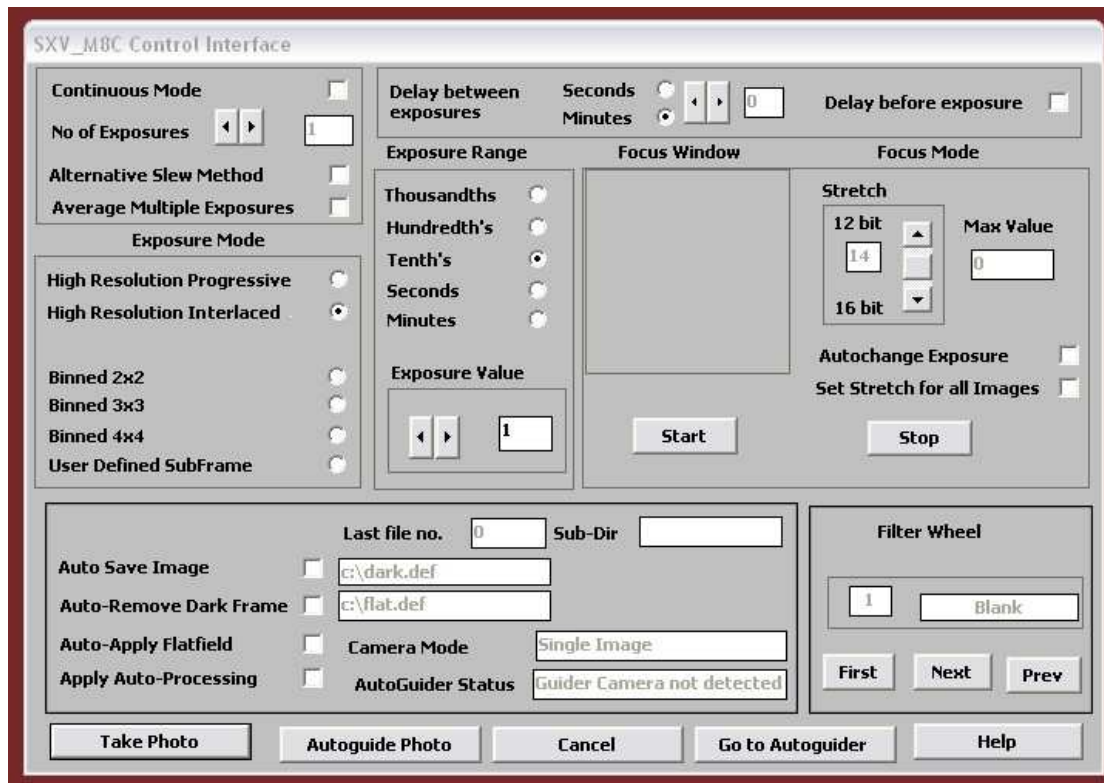 SXV_M8C Control Interface
Continuous Mode
No of Exposures
1
Alternative Slew Method
Average Multiple Exposures
Delay between
exposures
Seconds
Minutes
0
Delay before exposure
Exposure Mode
High Resolution Progressive
High Resolution Interlaced
Binned 2x2
Binned 3x3
Binned 4x4
User Defined SubFrame
Exposure Range
Thousandths
Hundredth's
Tenth's
Seconds
Minutes
Exposure Value
1
Focus Window
Start
Focus Mode
Stretch
12 bit
14
16 bit
Max Value
0
Autochange Exposure
Set Stretch for all Images
Stop
Last file no. 0 Sub-Dir
Auto Save Image c:\dark.def
Auto-Remove Dark Frame c:\flat.def
Auto-Apply Flatfield
Camera Mode Single Image
Apply Auto-Processing
AutoGuider Status Guider Camera not detected
Filter Wheel
1 Blank
First Next Prev
Take Photo Autoguide Photo Cancel Go to Autoguider Help